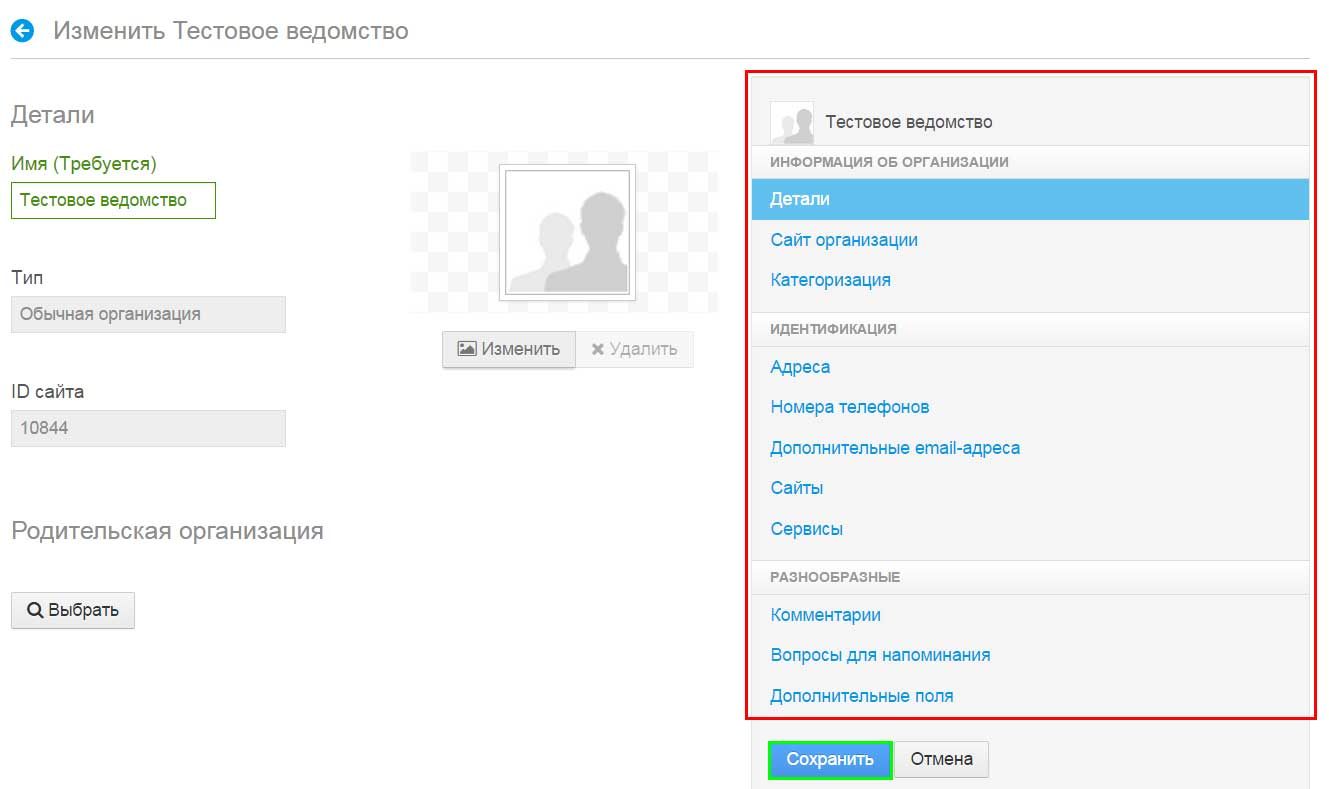 Изменить Тестовое ведомство
Детали
Имя (Требуется)
Тестовое ведомство
Тип
Обычная организация
ID сайта
10844
Изменить
Удалить
Родительская организация
Выбрать
Тестовое ведомство
ИНФОРМАЦИЯ ОБ ОРГАНИЗАЦИИ
Детали
Сайт организации
Категоризация
ИДЕНТИФИКАЦИЯ
Адреса
Номера телефонов
Дополнительные email-адреса
Сайты
Сервисы
РАЗНООБРАЗНЫЕ
Комментарии
Вопросы для напоминания
Дополнительные поля
Сохранить
Отмена